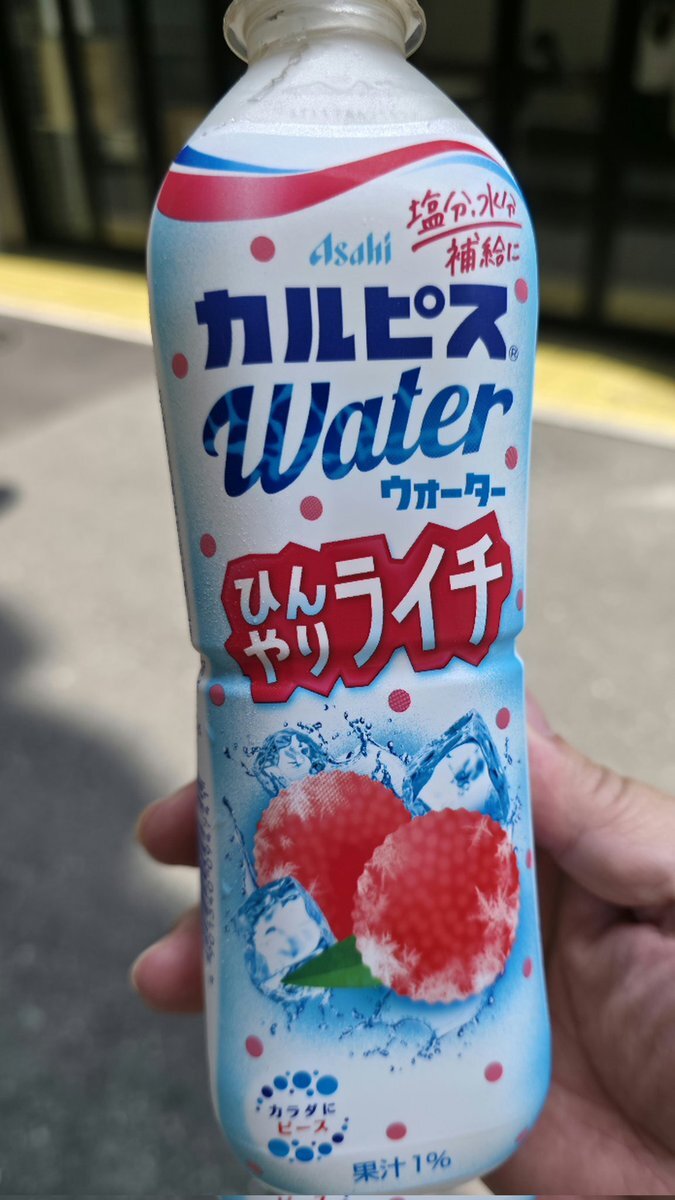 塩分、水分
補給に
Asahi
カルピス®
Water
ウォーター
ひんやり
ライチ
カラダに
ピース
果汁1%